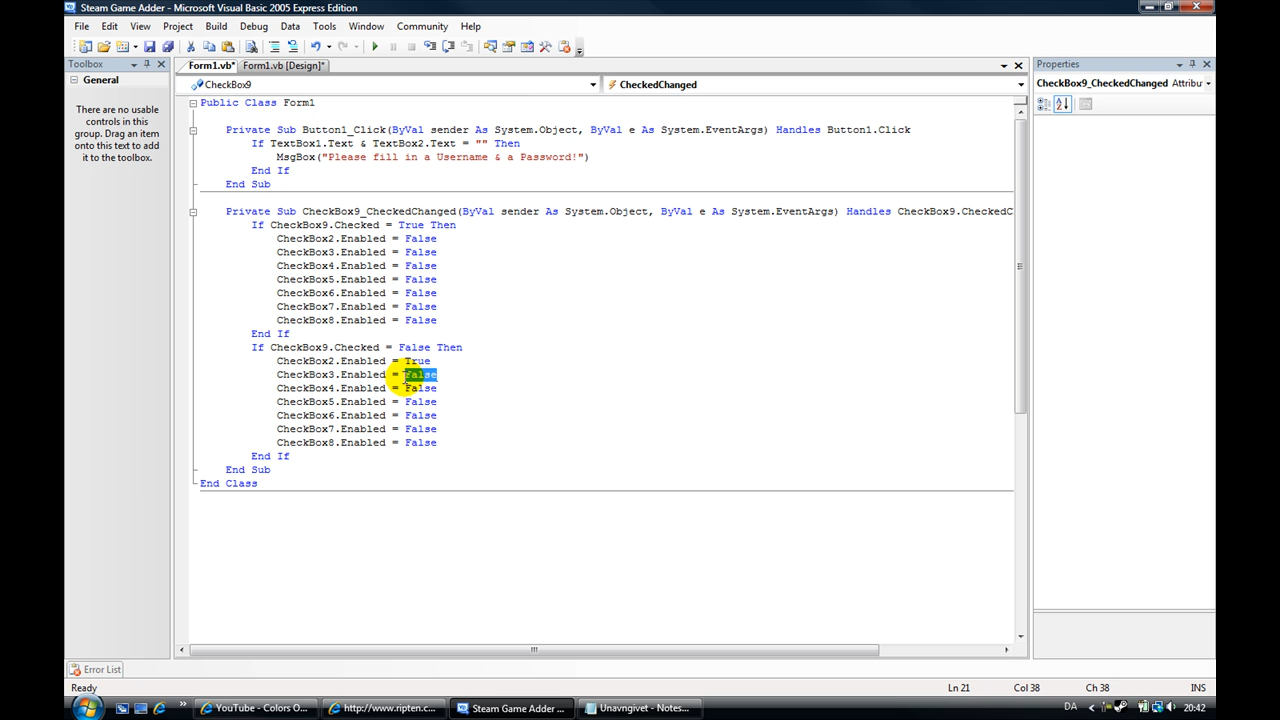 Steam Game Adder - Microsoft Visual Basic 2005 Express Edition
File Edit View Project Build Debug Data Tools Window Community Help
Toolbox
General
There are no usable
controls in this
group. Drag an item
onto this text to add
it to the toolbox.
Form1.vb* Form1.vb [Design]*
CheckBox9 CheckedChanged
Public Class Form1
Private Sub Button1_Click(ByVal sender As System.Object, ByVal e As System.EventArgs) Handles Button1.Click
If TextBox1.Text & TextBox2.Text = "" Then
MsgBox("Please fill in a Username & a Password!")
End If
End Sub
Private Sub CheckBox9_CheckedChanged(ByVal sender As System.Object, ByVal e As System.EventArgs) Handles CheckBox9.CheckedC
If CheckBox9.Checked = True Then
CheckBox2.Enabled = False
CheckBox3.Enabled = False
CheckBox4.Enabled = False
CheckBox5.Enabled = False
CheckBox6.Enabled = False
CheckBox7.Enabled = False
CheckBox8.Enabled = False
End If
If CheckBox9.Checked = False Then
CheckBox2.Enabled = True
CheckBox3.Enabled = False
CheckBox4.Enabled = False
CheckBox5.Enabled = False
CheckBox6.Enabled = False
CheckBox7.Enabled = False
CheckBox8.Enabled = False
End If
End Sub
End Class
Properties
CheckBox9_CheckedChanged Attribu
Error List
Ready Ln 21 Col 38 Ch 38 INS
YouTube - Colors O... http://www.ripten.c... Steam Game Adder ... Unavngivet - Notes... DA 20:42